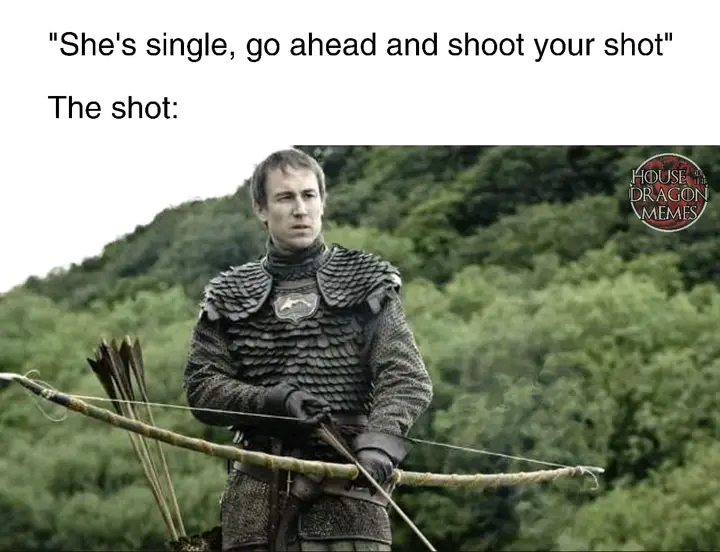 "She's single, go ahead and shoot your shot"
The shot:
HOUSE OF THE
DRAGON
MEMES